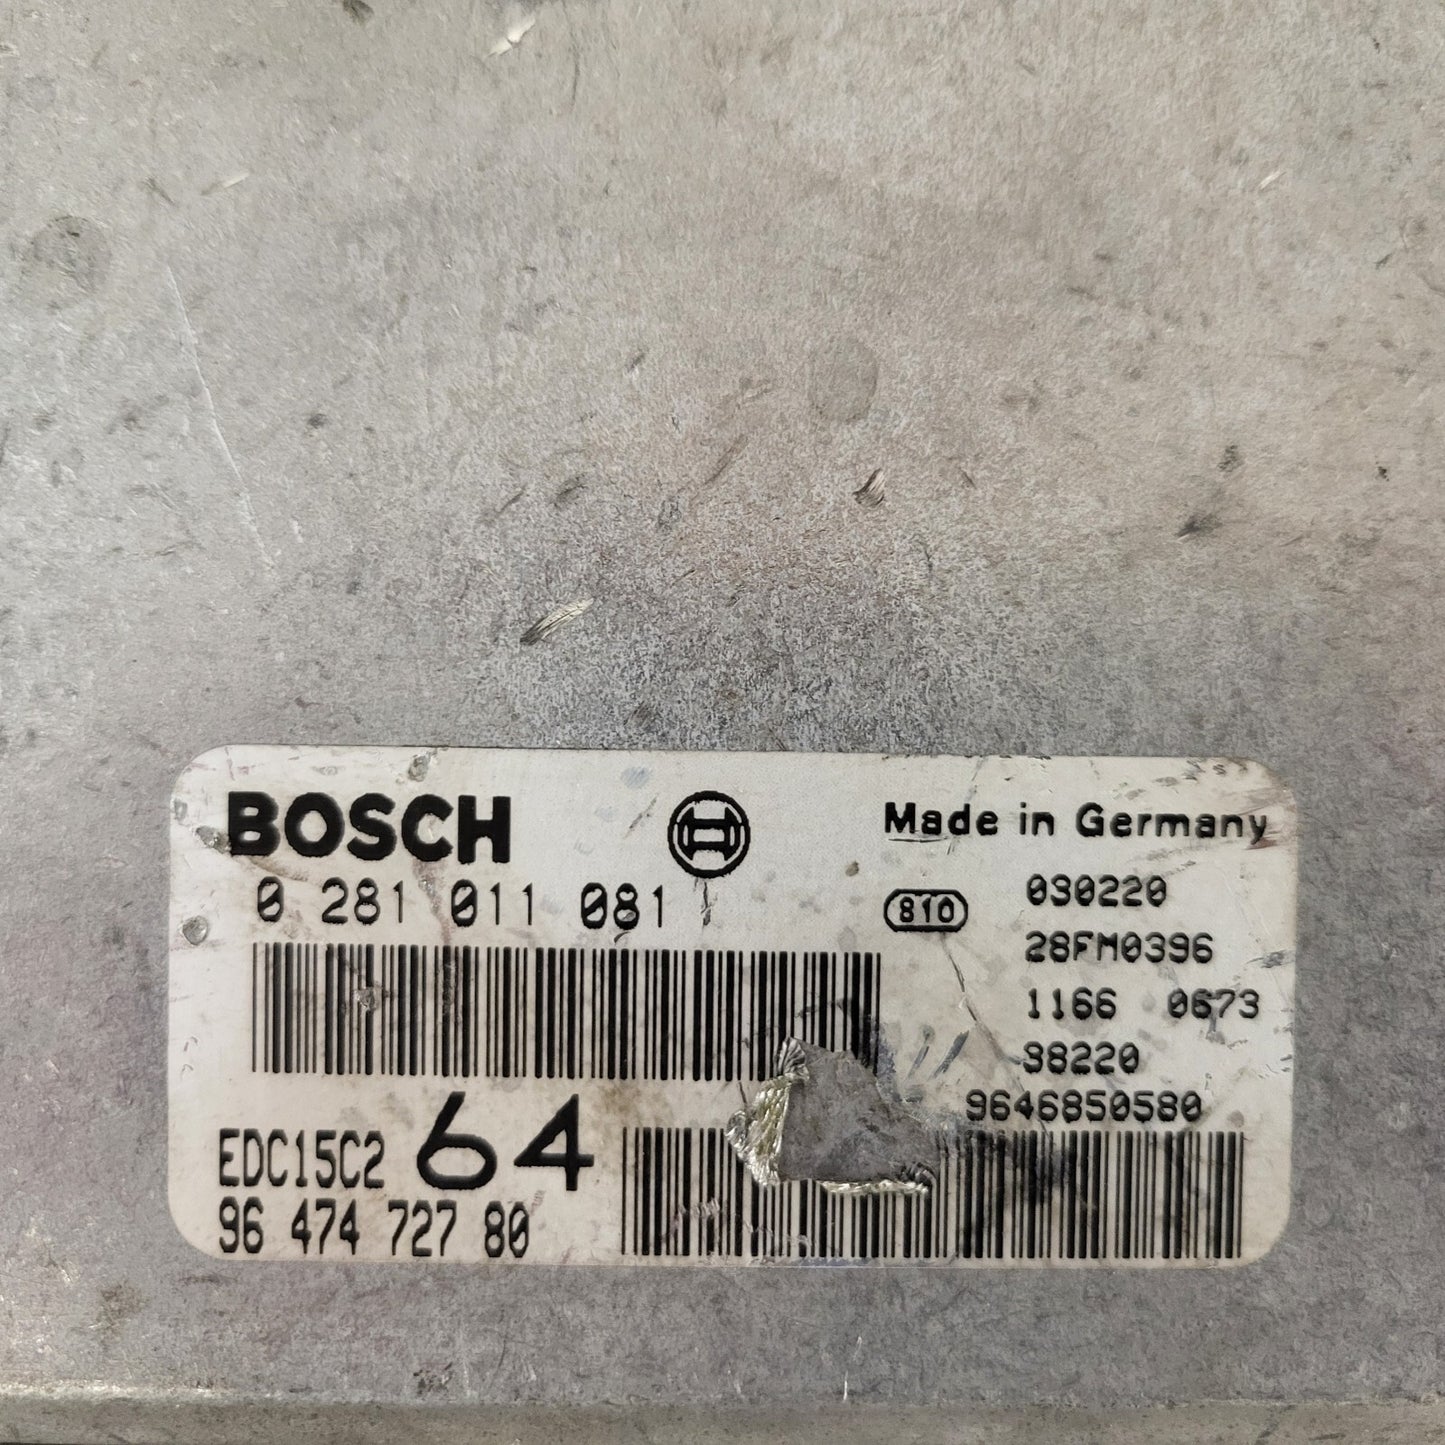 BOSCH
0 281 011 081
EDC15C2 64
96 474 727 80
Made in Germany
810
030220
28FM0396
1166 0673
38220
9646850580